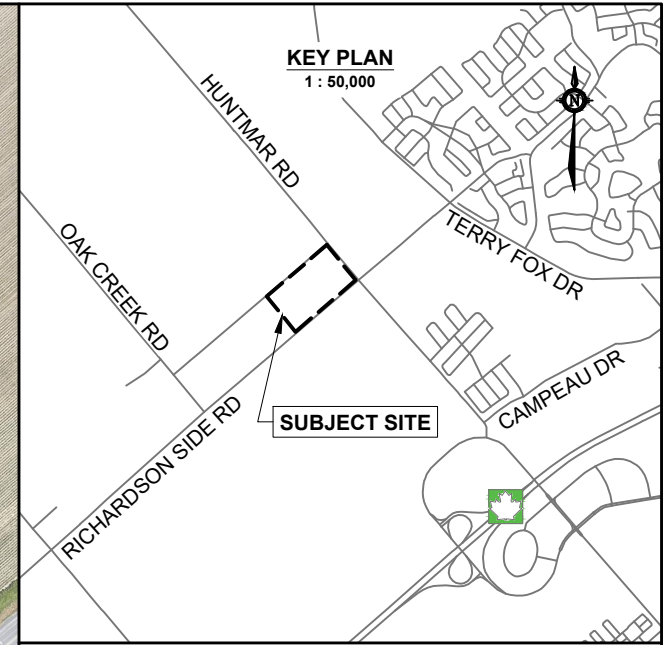 KEY PLAN
1 : 50,000
N
HUNTMAR RD
OAK CREEK RD
TERRY FOX DR
CAMPEAU DR
SUBJECT SITE
RICHARDSON SIDE RD